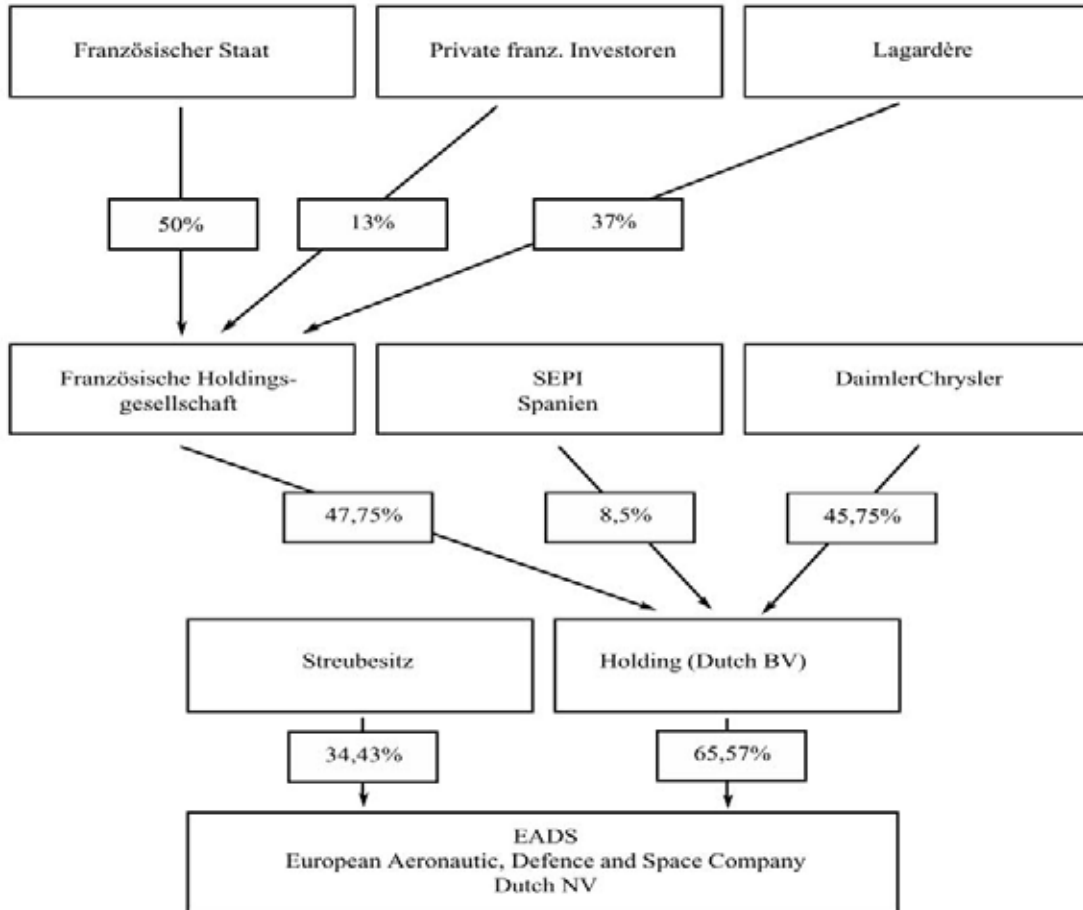 Französischer Staat
Private franz. Investoren
Lagardère
50%
13%
37%
Französische Holdings-
gesellschaft
SEPI
Spanien
DaimlerChrysler
47,75%
8,5%
45,75%
Streubesitz
Holding (Dutch BV)
34,43%
65,57%
EADS
European Aeronautic, Defence and Space Company
Dutch NV